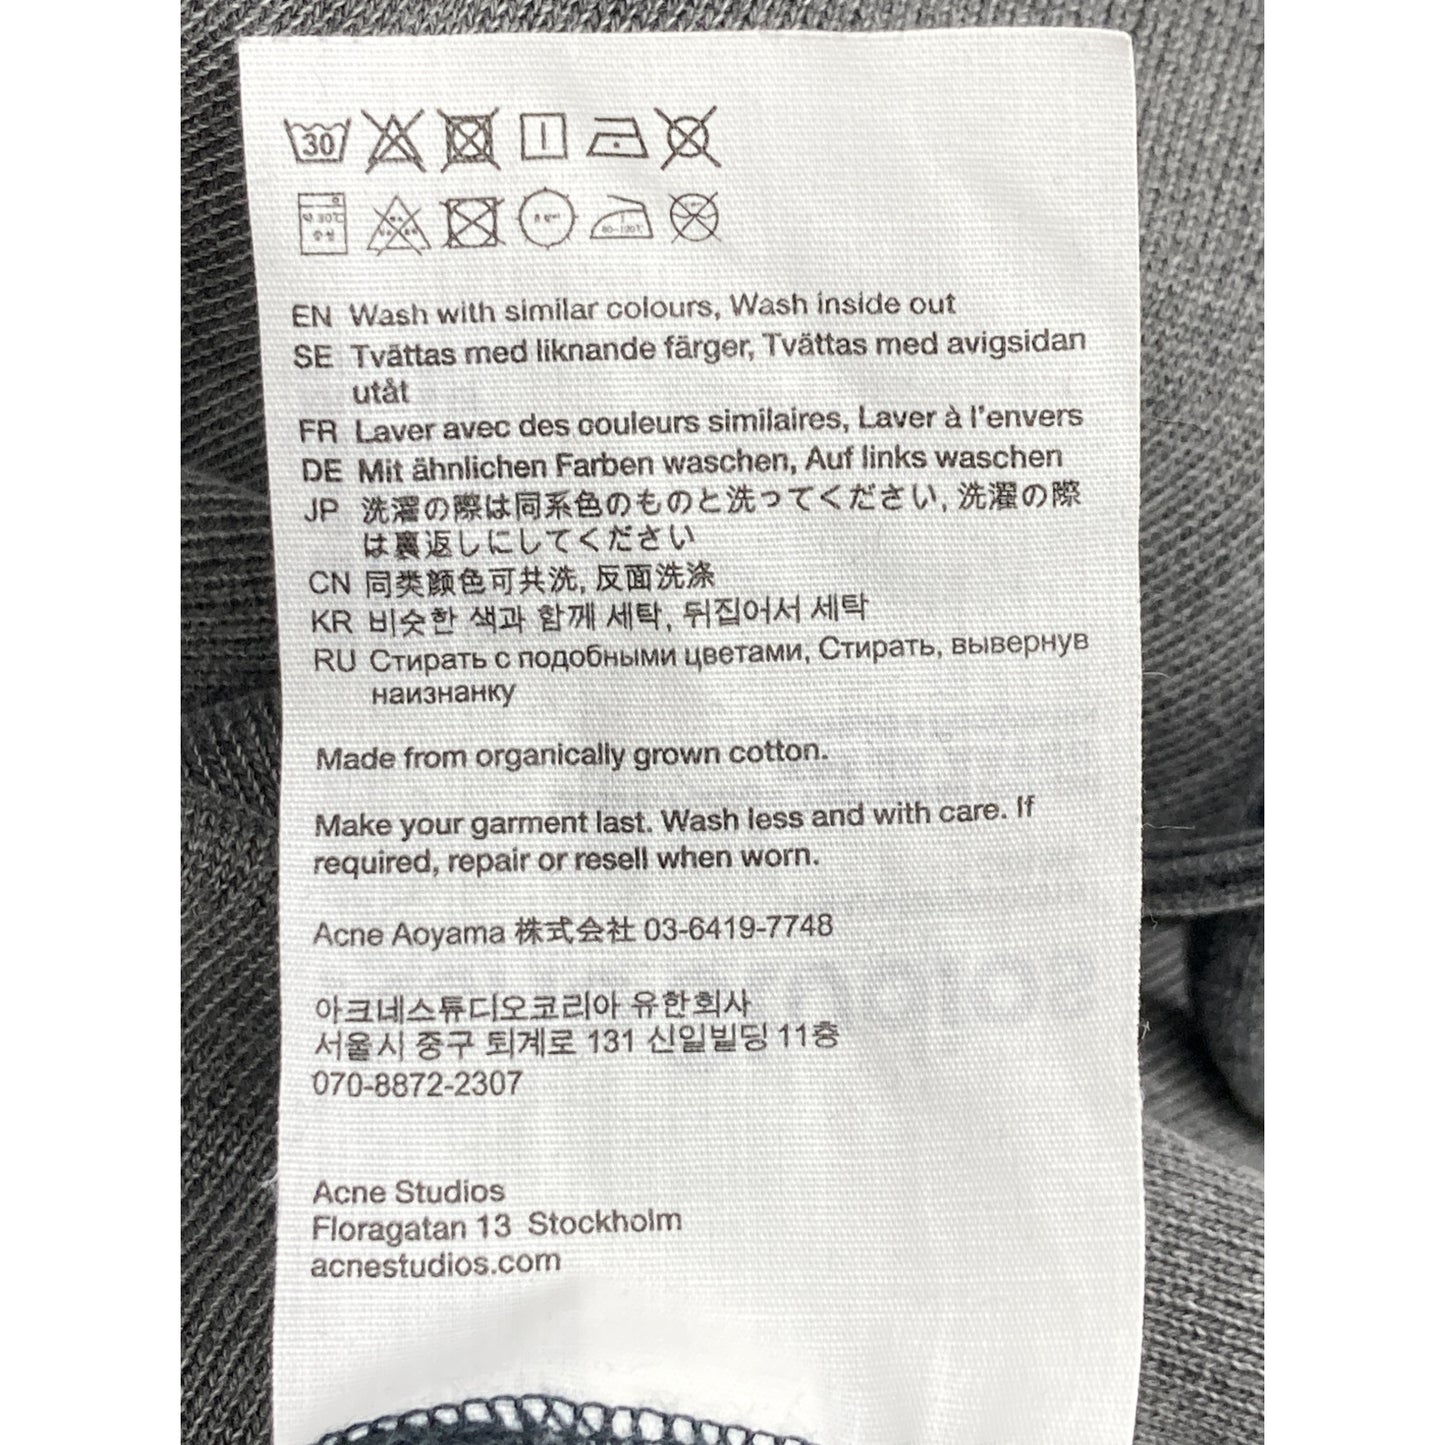 30
약 30℃
중성
80~120℃
EN Wash with similar colours, Wash inside out
SE Tvättas med liknande färger, Tvättas med avigsidan
utåt
FR Laver avec des couleurs similaires, Laver à l'envers
DE Mit ähnlichen Farben waschen, Auf links waschen
JP 洗濯の際は同系色のものと洗ってください, 洗濯の際
は裏返しにしてください
CN 同类颜色可共洗, 反面洗涤
KR 비슷한 색과 함께 세탁, 뒤집어서 세탁
RU Стирать с подобными цветами, Стирать, вывернув
наизнанку
Made from organically grown cotton.
Make your garment last. Wash less and with care. If
required, repair or resell when worn.
Acne Aoyama 株式会社 03-6419-7748
아크네스튜디오코리아 유한회사
서울시 중구 퇴계로 131 신일빌딩 11층
070-8872-2307
Acne Studios
Floragatan 13 Stockholm
acnestudios.com